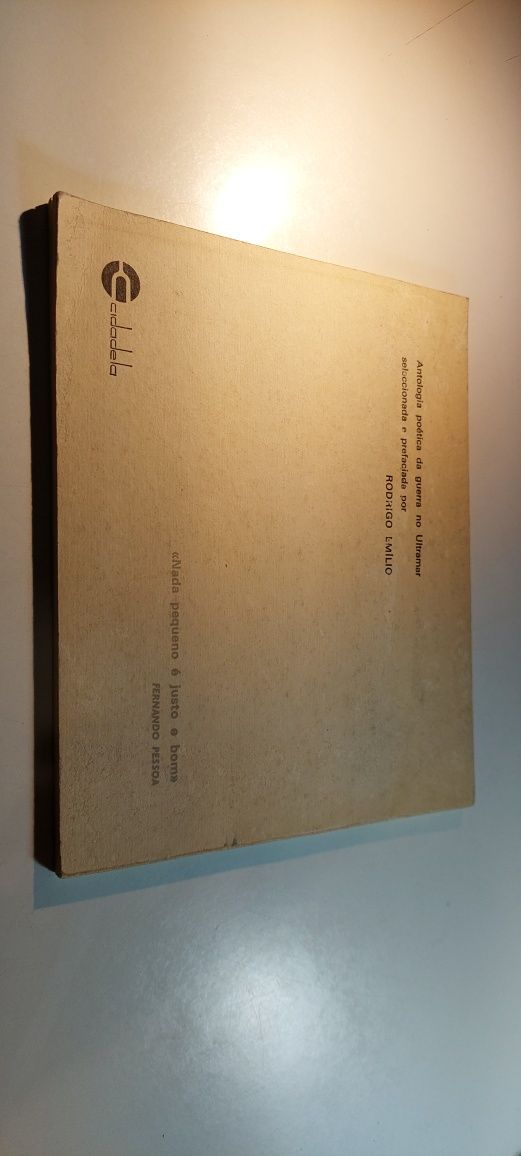 Antologia poética da guerra no Ultramar
seleccionada e prefaciada por
RODRIGO EMÍLIO
«Nada pequeno é justo e bom»
FERNANDO PESSOA
cidadela